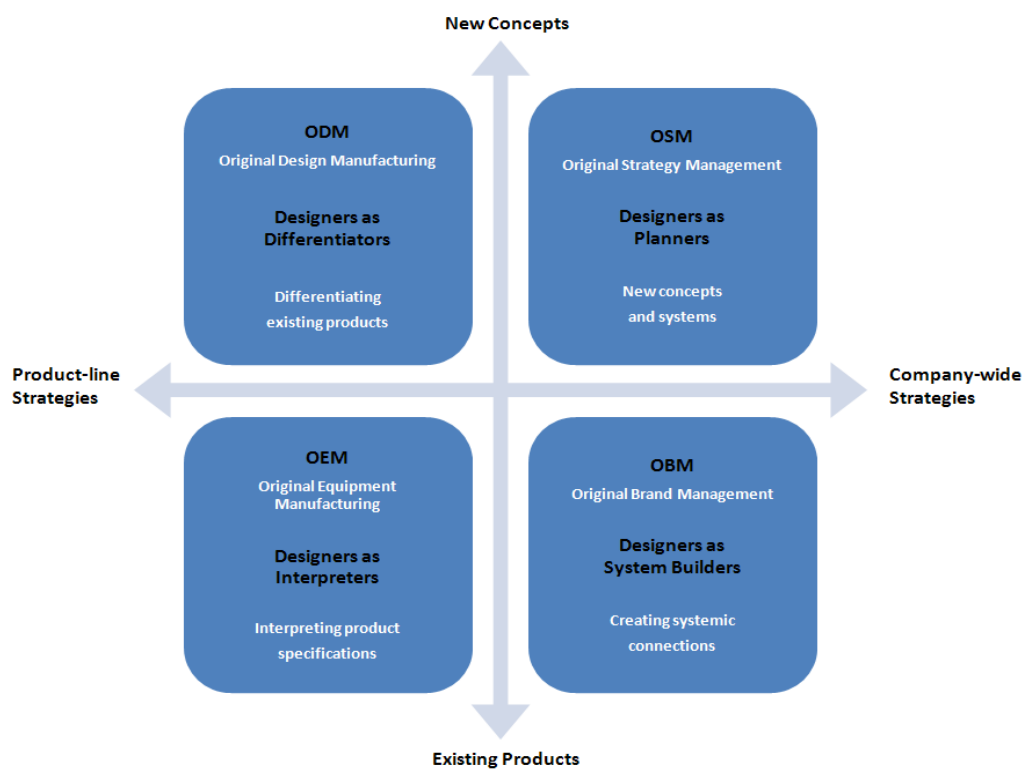 New Concepts
ODM
Original Design Manufacturing
Designers as
Differentiators
Differentiating
existing products
OSM
Original Strategy Management
Designers as
Planners
New concepts
and systems
Product-line
Strategies
Company-wide
Strategies
OEM
Original Equipment
Manufacturing
Designers as
Interpreters
Interpreting product
specifications
OBM
Original Brand Management
Designers as
System Builders
Creating systemic
connections
Existing Products